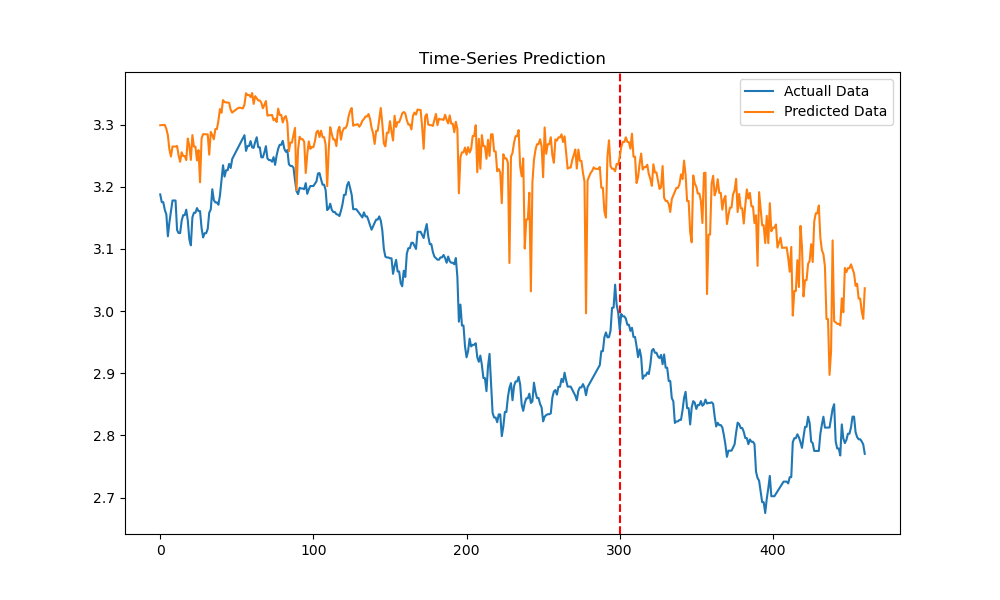 Time-Series Prediction
Actuall Data
Predicted Data
3.3
3.2
3.1
3.0
2.9
2.8
2.7
0 100 200 300 400